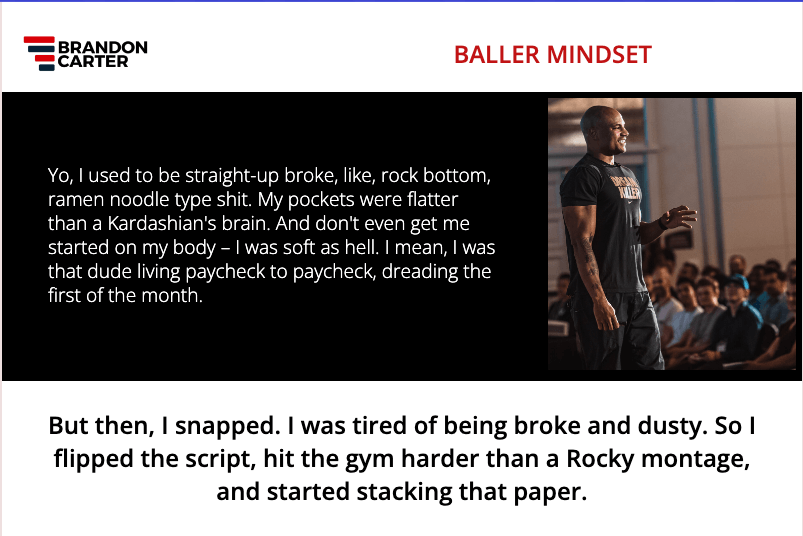 BRANDON
CARTER
BALLER MINDSET
Yo, I used to be straight-up broke, like, rock bottom,
ramen noodle type shit. My pockets were flatter
than a Kardashian's brain. And don't even get me
started on my body – I was soft as hell. I mean, I was
that dude living paycheck to paycheck, dreading the
first of the month.
But then, I snapped. I was tired of being broke and dusty. So I
flipped the script, hit the gym harder than a Rocky montage,
and started stacking that paper.